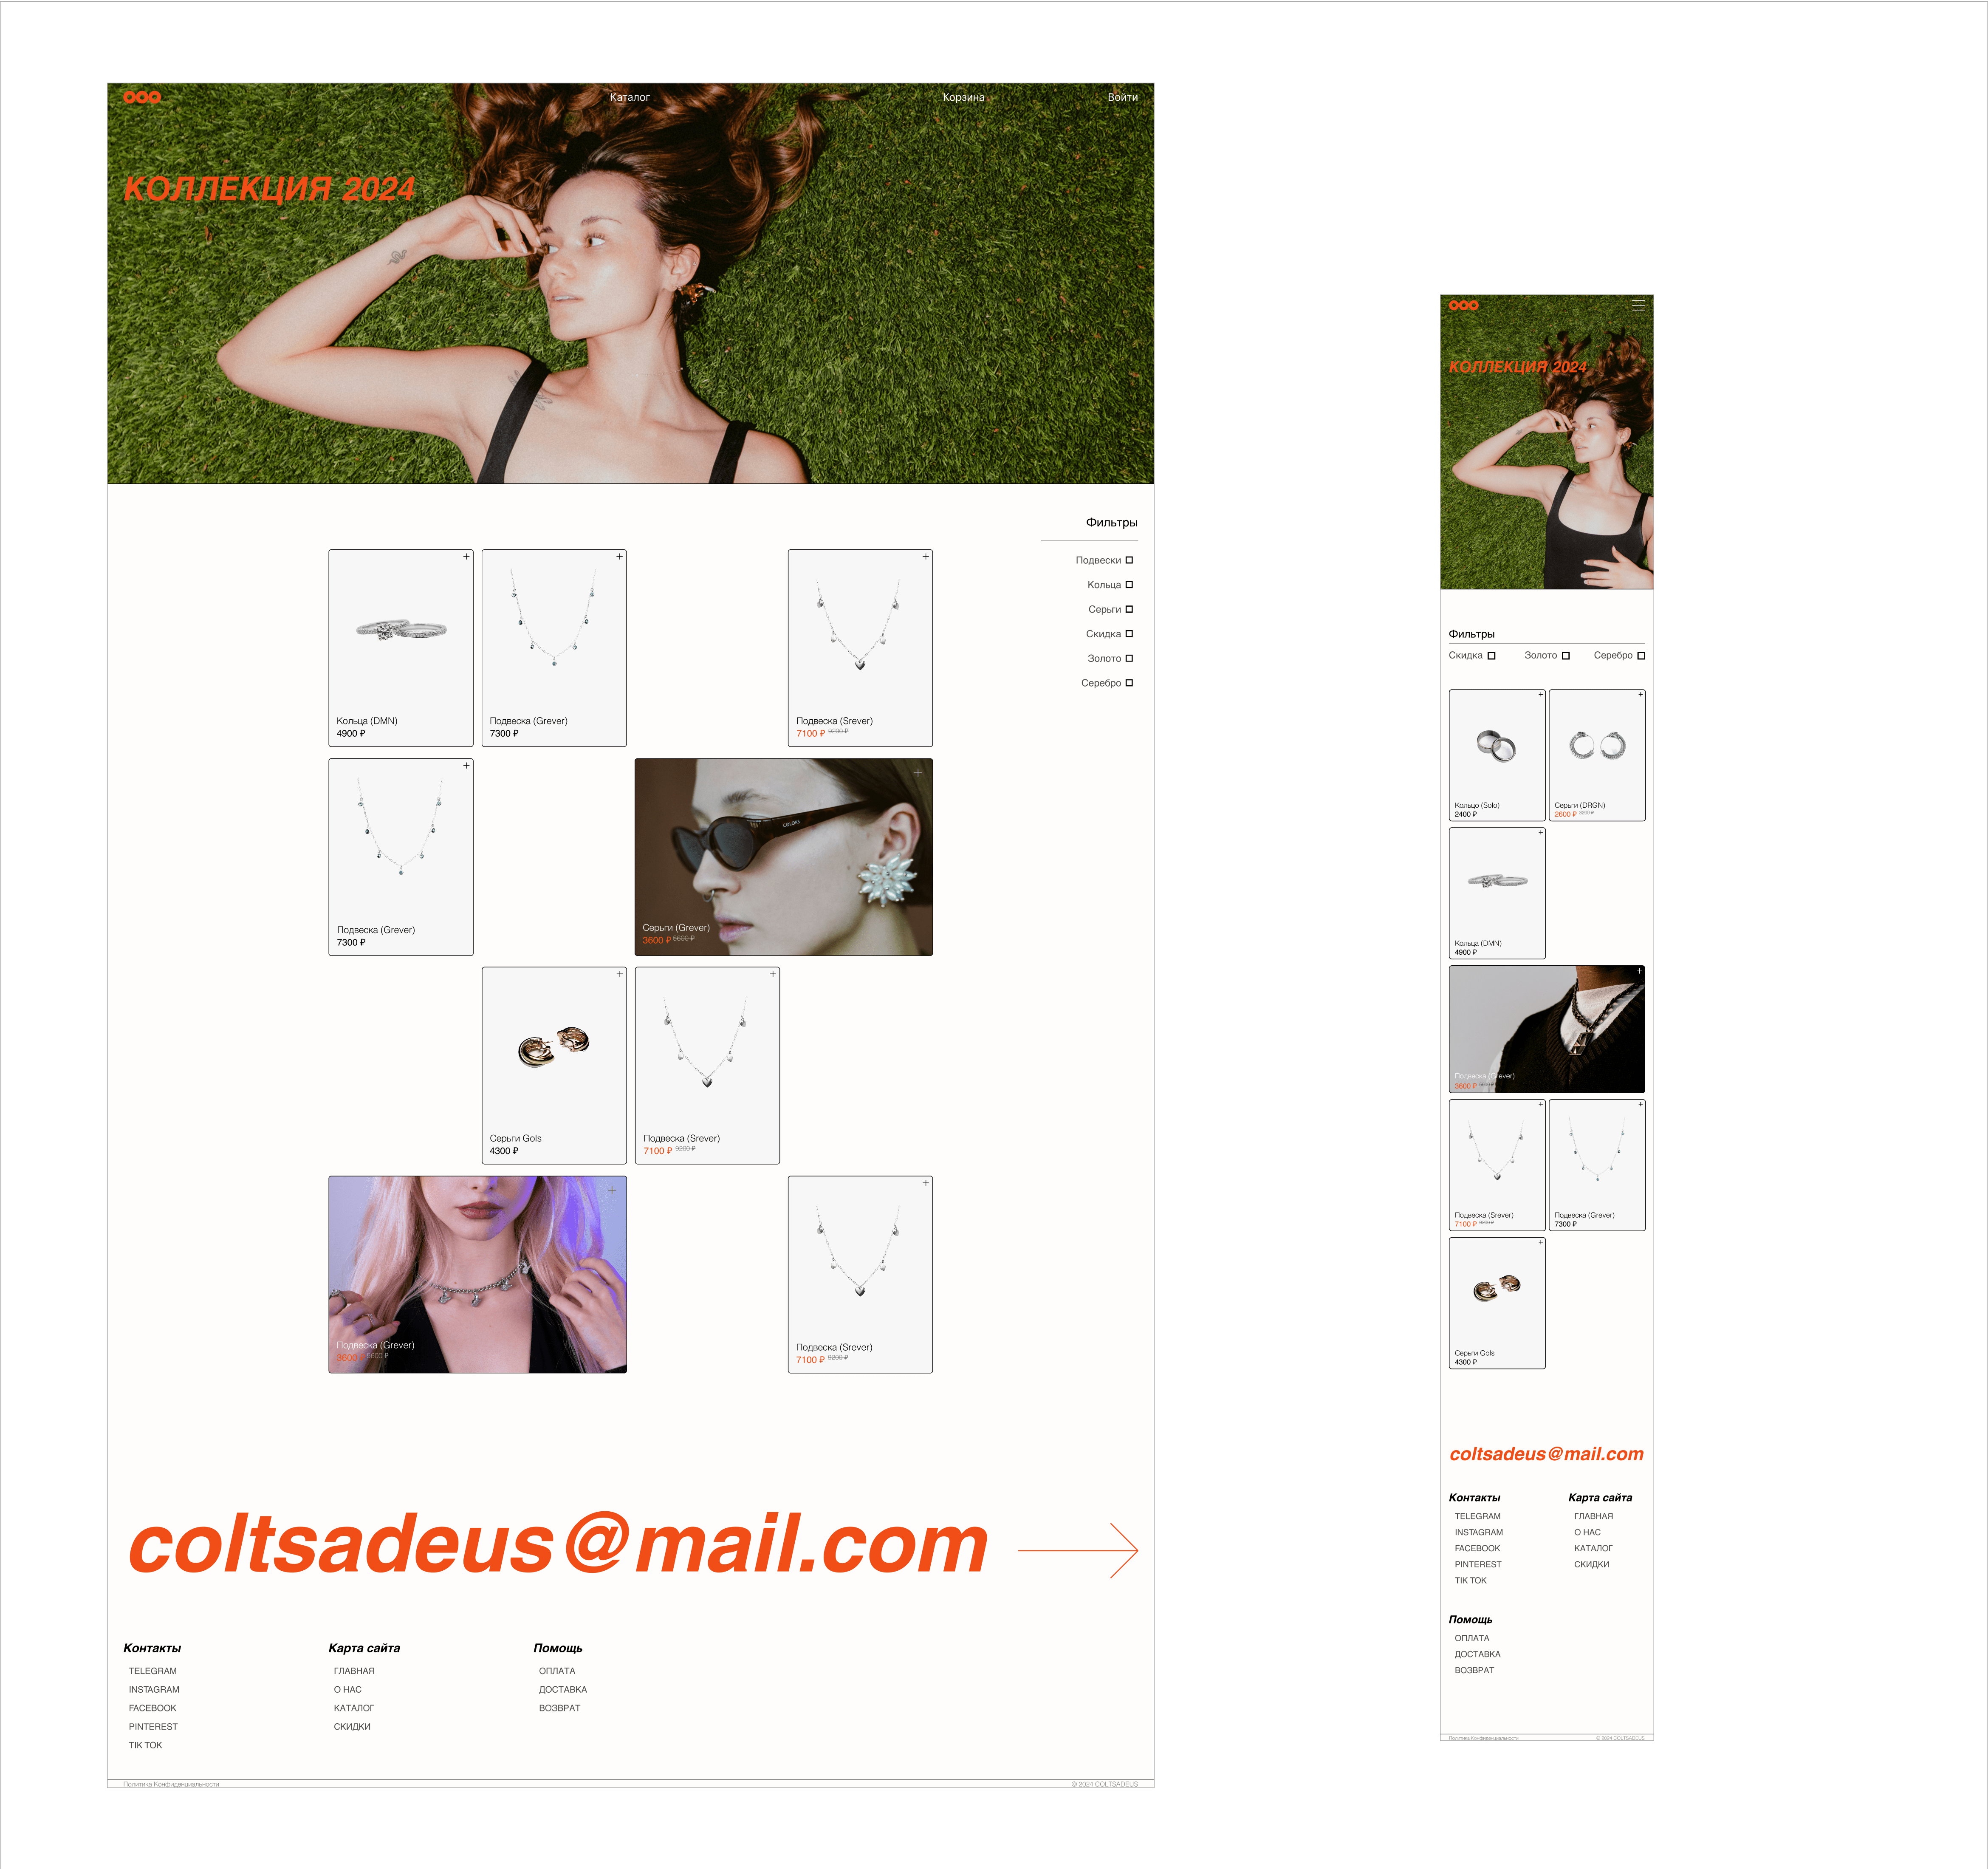 Каталог
Корзина
Войти
КОЛЛЕКЦИЯ 2024
Фильтры
Подвески
Кольца
Серьги
Скидка
Золото
Серебро
Кольца (DMN)
4900 ₽
Подвеска (Grever)
7300 ₽
Подвеска (Srever)
7100 ₽ 9200 ₽
Подвеска (Grever)
7300 ₽
COLORS
Серьги (Grever)
3600 ₽ 5600 ₽
Серьги Gols
4300 ₽
Подвеска (Srever)
7100 ₽ 9200 ₽
Подвеска (Grever)
3600 ₽ 5600 ₽
Подвеска (Srever)
7100 ₽ 9200 ₽
coltsadeus@mail.com
Контакты
TELEGRAM
INSTAGRAM
FACEBOOK
PINTEREST
TIK TOK
Карта сайта
ГЛАВНАЯ
О НАС
КАТАЛОГ
СКИДКИ
Помощь
ОПЛАТА
ДОСТАВКА
ВОЗВРАТ
Политика Конфиденциальности
© 2024 COLTSADEUS
КОЛЛЕКЦИЯ 2024
Фильтры
Скидка
Золото
Серебро
Кольцо (Solo)
2400 ₽
Серьги (DRGN)
2600 ₽
Кольца (DMN)
4900 ₽
Подвеска (Grever)
3600 ₽
Подвеска (Srever)
7100 ₽ 9200 ₽
Подвеска (Grever)
7300 ₽
Серьги Gols
4300 ₽
coltsadeus@mail.com
Контакты
TELEGRAM
INSTAGRAM
FACEBOOK
PINTEREST
TIK TOK
Карта сайта
ГЛАВНАЯ
О НАС
КАТАЛОГ
СКИДКИ
Помощь
ОПЛАТА
ДОСТАВКА
ВОЗВРАТ
Политика Конфиденциальности
© 2024 COLTSADEUS